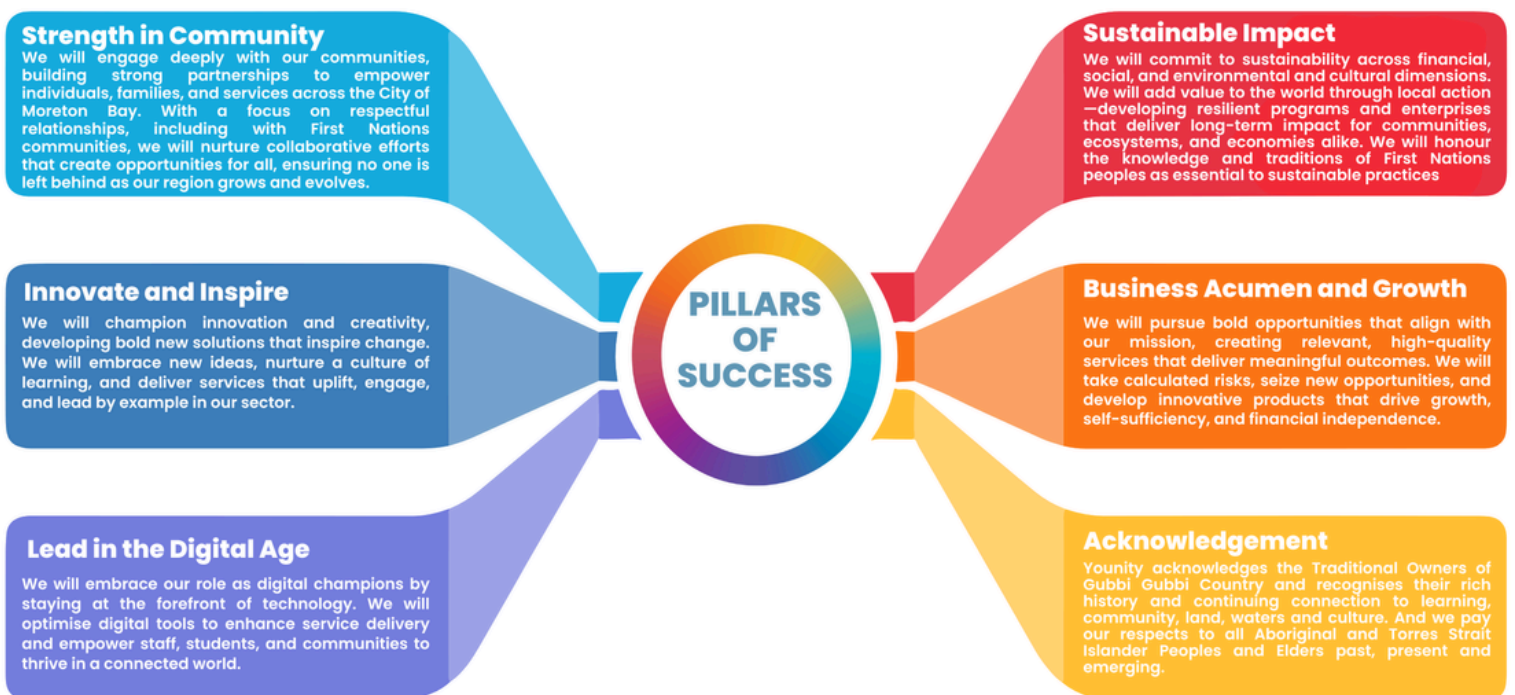 Strength in Community
We will engage deeply with our communities,
building strong partnerships to empower
individuals, families, and services across the City of
Moreton Bay. With a focus on respectful
relationships, including with First Nations
communities, we will nurture collaborative efforts
that create opportunities for all, ensuring no one is
left behind as our region grows and evolves.
Innovate and Inspire
We will champion innovation and creativity,
developing bold new solutions that inspire change.
We will embrace new ideas, nurture a culture of
learning, and deliver services that uplift, engage,
and lead by example in our sector.
Lead in the Digital Age
We will embrace our role as digital champions by
staying at the forefront of technology. We will
optimise digital tools to enhance service delivery
and empower staff, students, and communities to
thrive in a connected world.
PILLARS
OF
SUCCESS
Sustainable Impact
We will commit to sustainability across financial,
social, and environmental and cultural dimensions.
We will add value to the world through local action
—developing resilient programs and enterprises
that deliver long-term impact for communities,
ecosystems, and economies alike. We will honour
the knowledge and traditions of First Nations
peoples as essential to sustainable practices
Business Acumen and Growth
We will pursue bold opportunities that align with
our mission, creating relevant, high-quality
services that deliver meaningful outcomes. We will
take calculated risks, seize new opportunities, and
develop innovative products that drive growth,
self-sufficiency, and financial independence.
Acknowledgement
Younity acknowledges the Traditional Owners of
Gubbi Gubbi Country and recognises their rich
history and continuing connection to learning,
community, land, waters and culture. And we pay
our respects to all Aboriginal and Torres Strait
Islander Peoples and Elders past, present and
emerging.